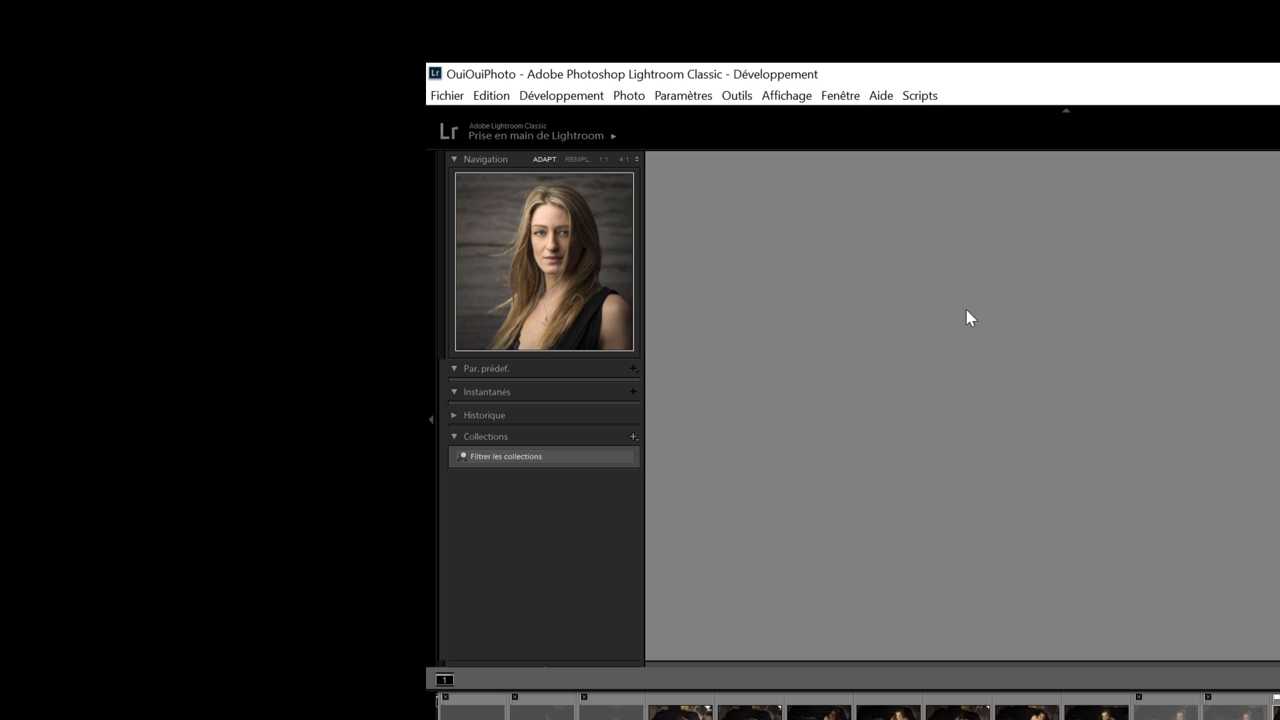 OuiOuiPhoto - Adobe Photoshop Lightroom Classic - Développement
Fichier Edition Développement Photo Paramètres Outils Affichage Fenêtre Aide Scripts
Lr
Adobe Lightroom Classic
Prise en main de Lightroom
Navigation ADAPT. REMPL. 1:1 4:1
Par. prédef.
Instantanés
Historique
Collections
Filtrer les collections
1